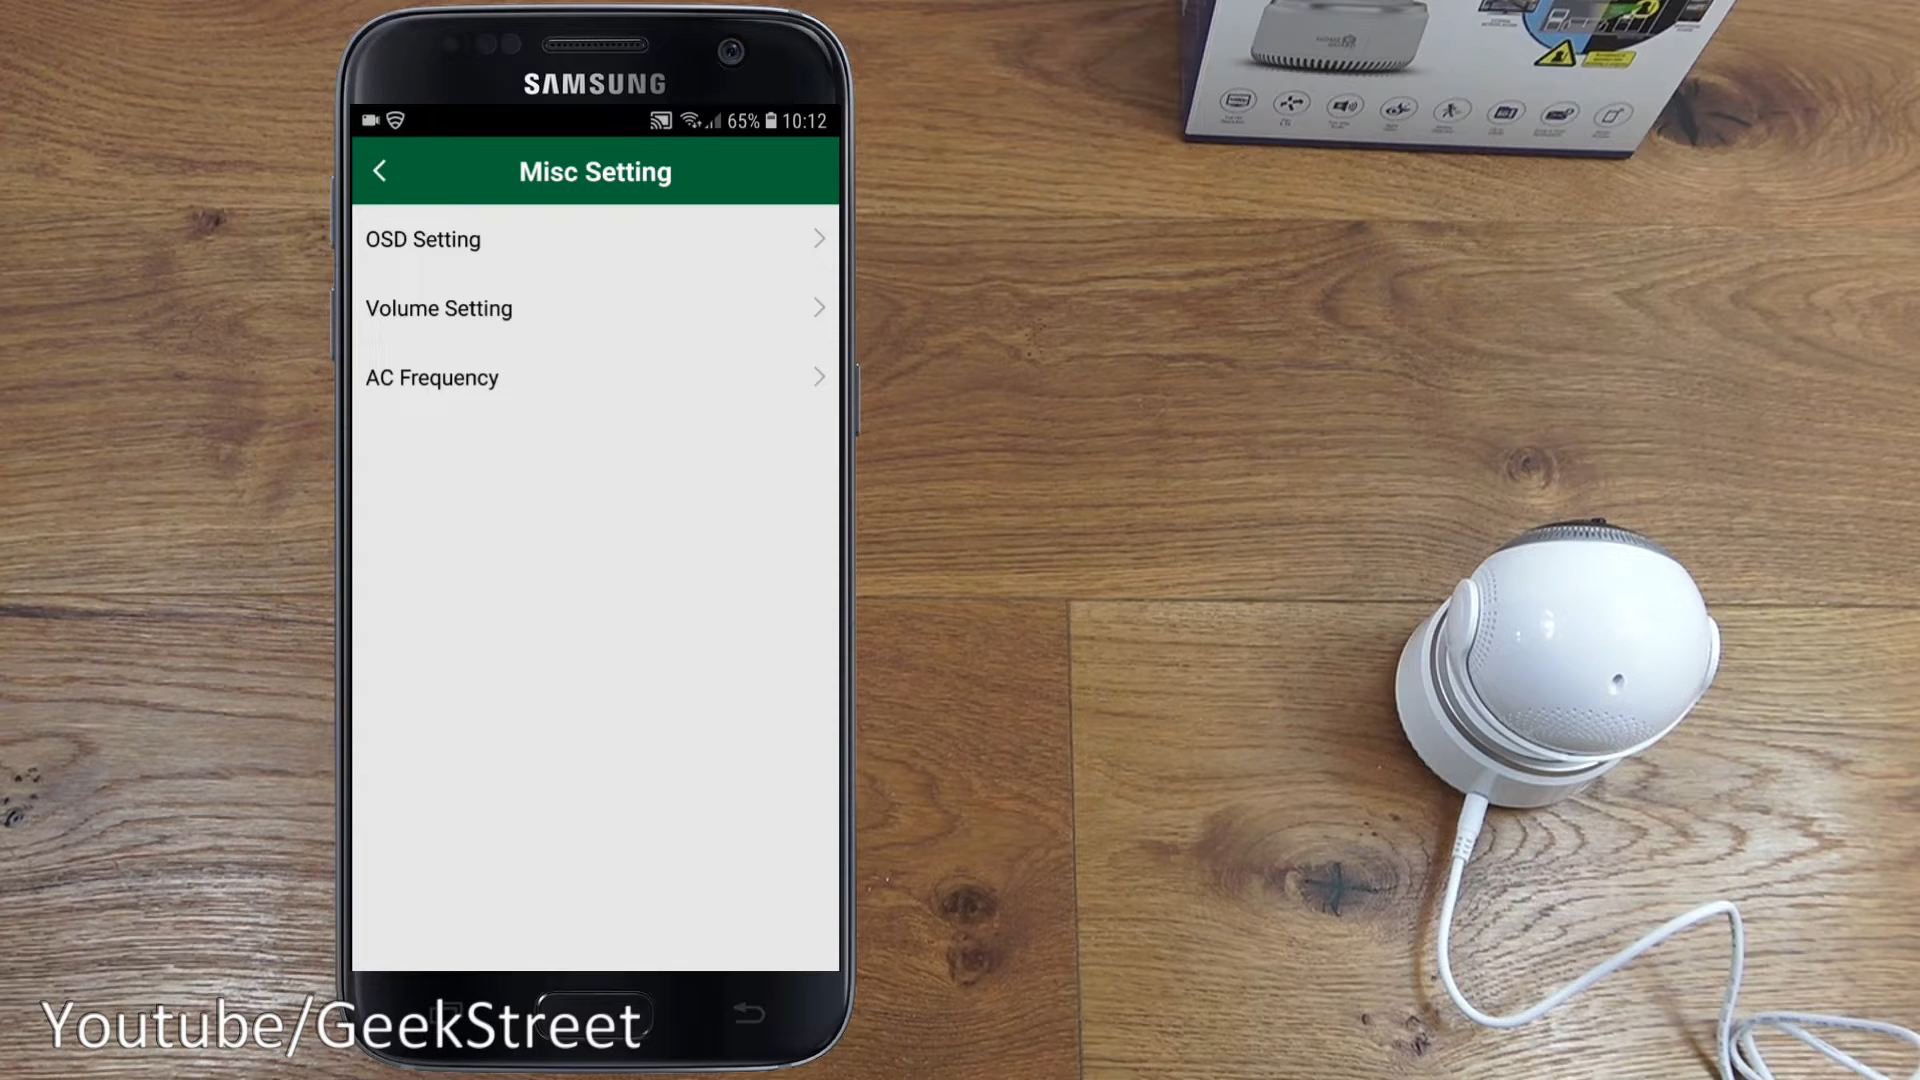 SAMSUNG
65% 10:12
Misc Setting
OSD Setting
Volume Setting
AC Frequency
Youtube/GeekStreet